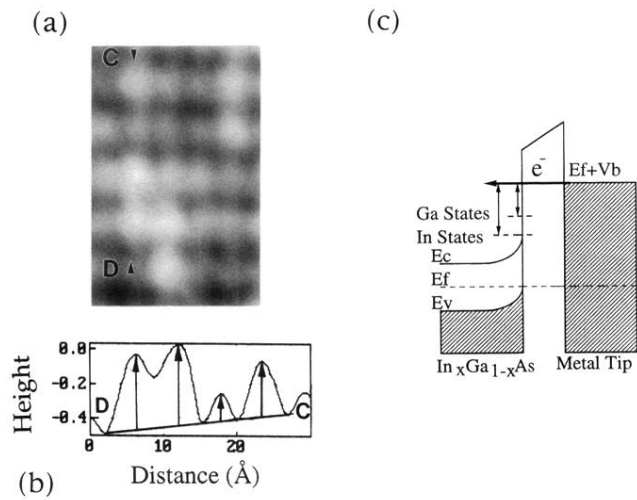 (a)
C
D
(b)
Height
0.0
-0.2
-0.4
D
C
0
10
20
Distance (Å)
(c)
e⁻
Ef+Vb
Ga States
In States
Ec
Ef
Ev
InₓGa₁₋ₓAs
Metal Tip